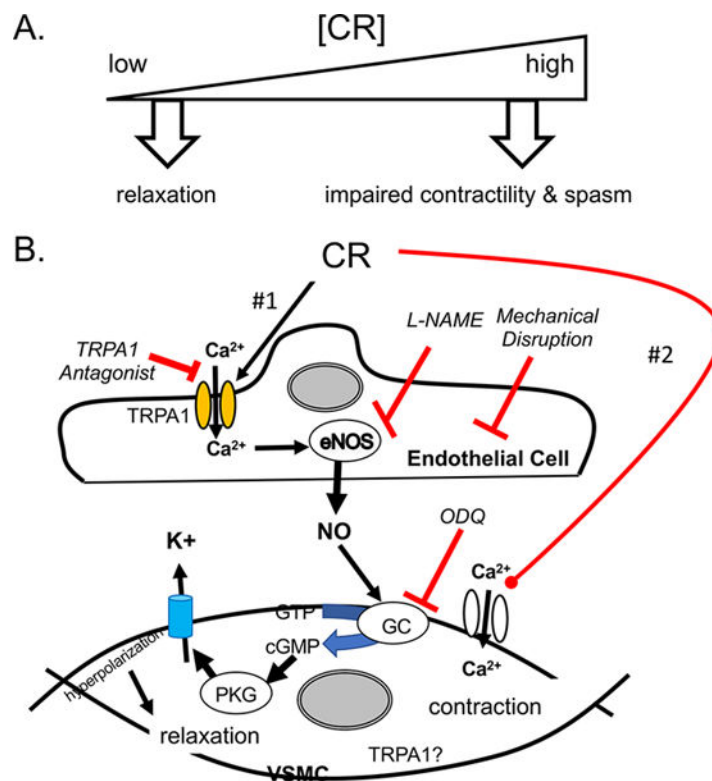 A.
[CR]
low
high
relaxation
impaired contractility & spasm
B.
CR
#1
L-NAME
Mechanical
Disruption
#2
TRPA1
Antagonist
Ca²⁺
TRPA1
Ca²⁺
eNOS
Endothelial Cell
NO
ODQ
K+
Ca²⁺
GTP
GC
cGMP
Ca²⁺
hyperpolarization
PKG
contraction
relaxation
TRPA1?
VSMC